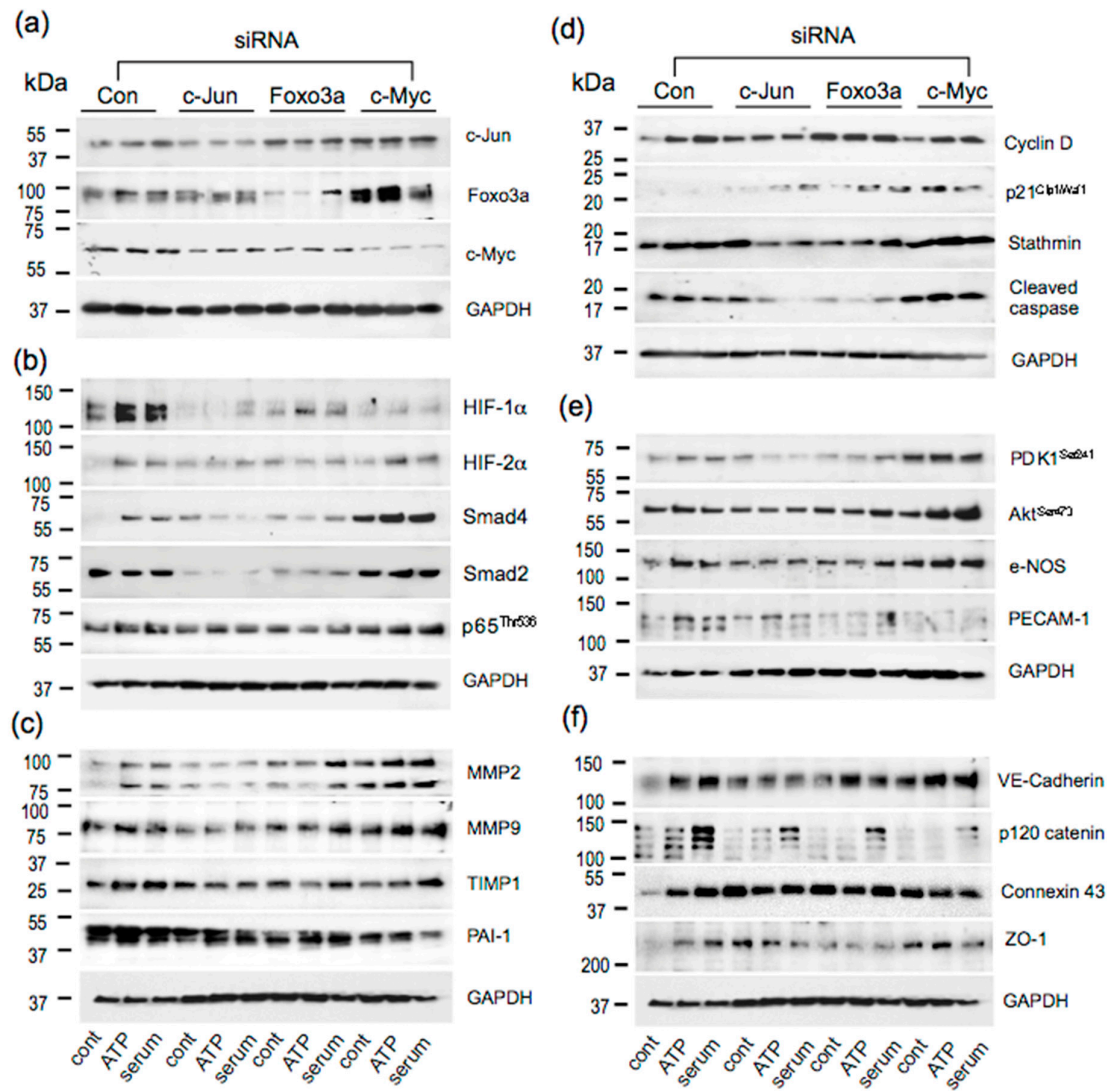 (a)
siRNA
kDa
Con c-Jun Foxo3a c-Myc
55
37
c-Jun
100
75
Foxo3a
75
55
c-Myc
37
GAPDH
(b)
150
100
HIF-1α
150
100
HIF-2α
75
55
Smad4
75
55
Smad2
75
55
p65Thr536
37
GAPDH
(c)
100
75
MMP2
100
75
MMP9
37
25
TIMP1
55
37
PAI-1
37
GAPDH
cont ATP serum cont ATP serum cont ATP serum cont ATP serum
(d)
siRNA
kDa
Con c-Jun Foxo3a c-Myc
37
25
Cyclin D
25
20
p21Cip1/Waf1
20
17
Stathmin
20
17
Cleaved
caspase
37
GAPDH
(e)
75
55
PDK1Ser241
75
55
AktSer473
150
100
e-NOS
150
100
PECAM-1
37
GAPDH
(f)
150
100
VE-Cadherin
150
100
p120 catenin
55
37
Connexin 43
200
ZO-1
37
GAPDH
cont ATP serum cont ATP serum cont ATP serum cont ATP serum